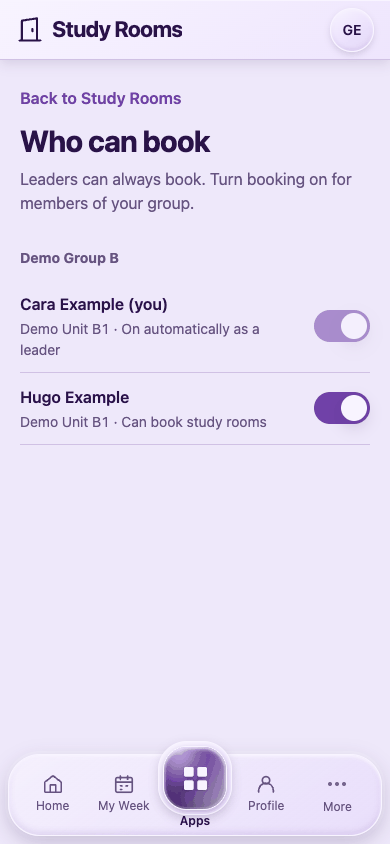 Study Rooms
GE
Back to Study Rooms
Who can book
Leaders can always book. Turn booking on for
members of your group.
Demo Group B
Cara Example (you)
Demo Unit B1 · On automatically as a
leader
Hugo Example
Demo Unit B1 · Can book study rooms
Home
My Week
Apps
Profile
More